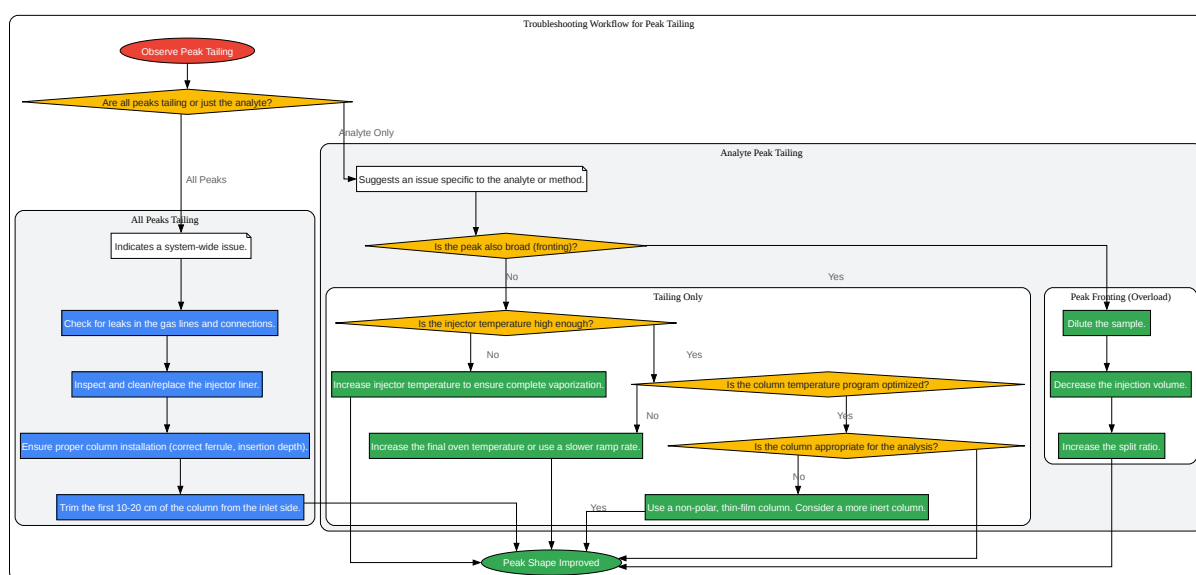 Troubleshooting Workflow for Peak Tailing
Observe Peak Tailing
Are all peaks tailing or just the analyte?
Analyte Only
Analyte Peak Tailing
All Peaks
Suggests an issue specific to the analyte or method.
All Peaks Tailing
Indicates a system-wide issue.
Is the peak also broad (fronting)?
No
Yes
Tailing Only
Peak Fronting (Overload)
Check for leaks in the gas lines and connections.
Is the injector temperature high enough?
Dilute the sample.
No
Yes
Inspect and clean/replace the injector liner.
Increase injector temperature to ensure complete vaporization.
Is the column temperature program optimized?
Decrease the injection volume.
No
Yes
Ensure proper column installation (correct ferrule, insertion depth).
Increase the final oven temperature or use a slower ramp rate.
Is the column appropriate for the analysis?
Increase the split ratio.
No
Trim the first 10-20 cm of the column from the inlet side.
Yes
Use a non-polar, thin-film column. Consider a more inert column.
Peak Shape Improved